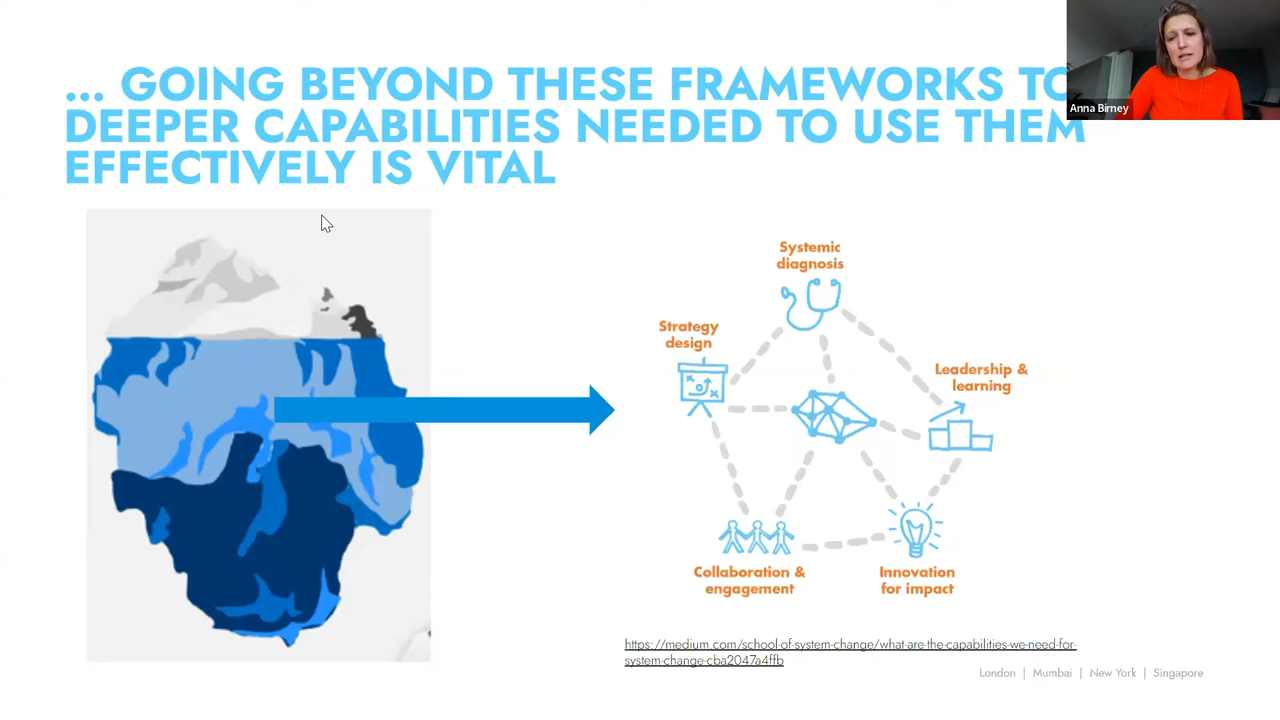 ... GOING BEYOND THESE FRAMEWORKS TO
DEEPER CAPABILITIES NEEDED TO USE THEM
EFFECTIVELY IS VITAL
Anna Birney
Systemic
diagnosis
Strategy
design
Leadership &
learning
Collaboration &
engagement
Innovation
for impact
https://medium.com/school-of-system-change/what-are-the-capabilities-we-need-for-
system-change-cba2047a4ffb
London | Mumbai | New York | Singapore